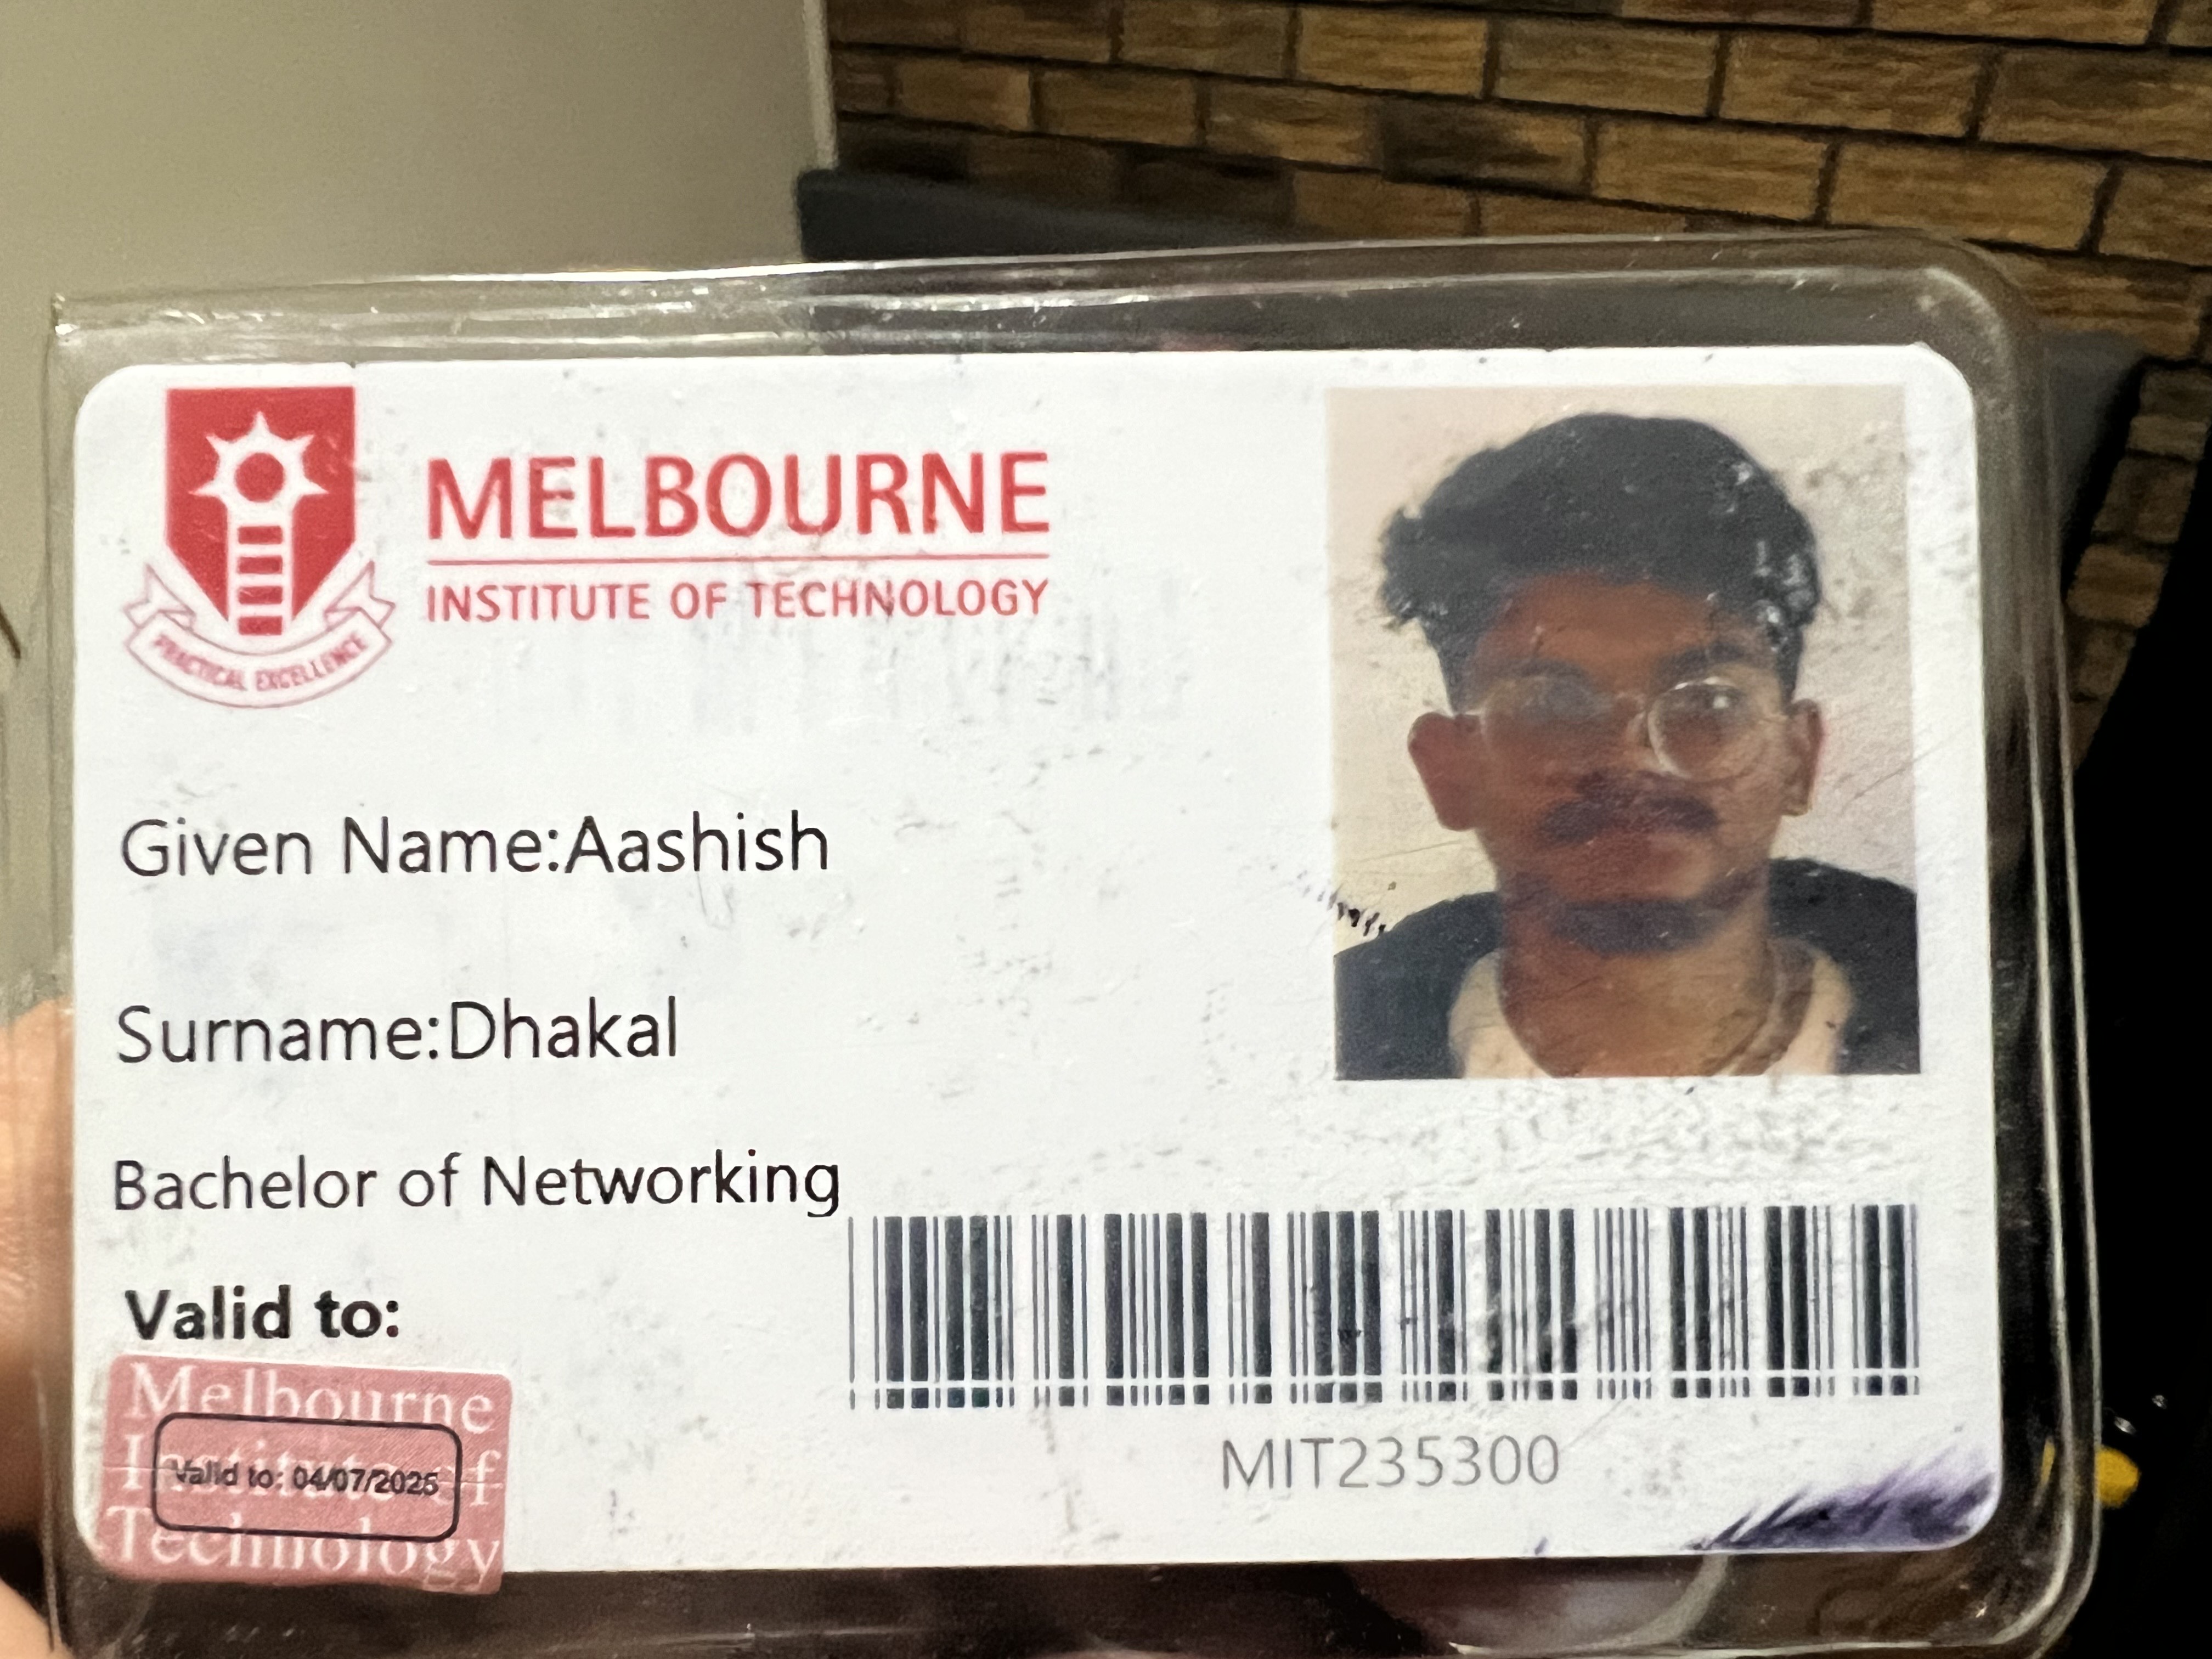 MELBOURNE
INSTITUTE OF TECHNOLOGY
PRACTICAL EXCELLENCE
Given Name:Aashish
Surname:Dhakal
Bachelor of Networking
Valid to:
Melbourne
Institute of
Valid to: 04/07/2025
Technology
MIT235300